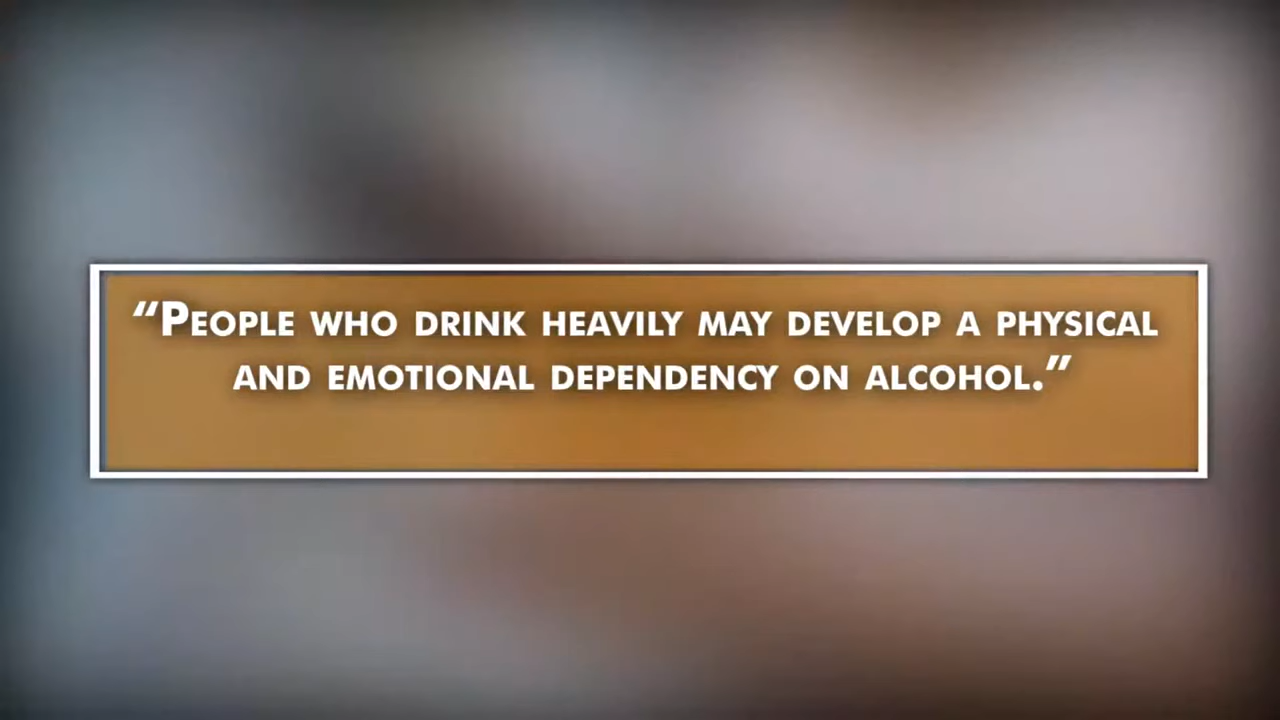 “People who drink heavily may develop a physical
and emotional dependency on alcohol.”